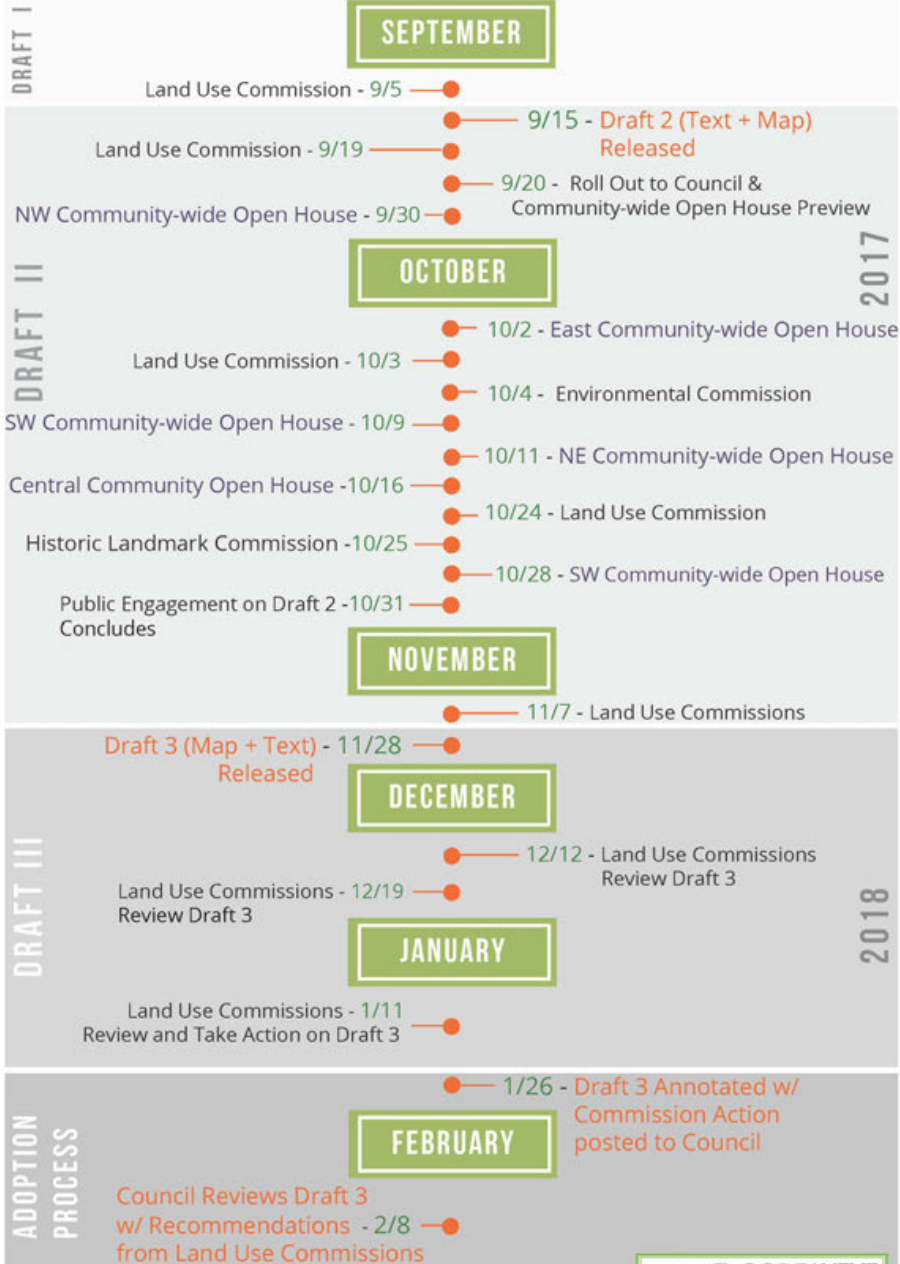 DRAFT I
SEPTEMBER
Land Use Commission - 9/5
9/15 - Draft 2 (Text + Map)
Released
Land Use Commission - 9/19
9/20 - Roll Out to Council &
Community-wide Open House Preview
NW Community-wide Open House - 9/30
2017
DRAFT II
OCTOBER
10/2 - East Community-wide Open House
Land Use Commission - 10/3
10/4 - Environmental Commission
SW Community-wide Open House - 10/9
10/11 - NE Community-wide Open House
Central Community Open House -10/16
10/24 - Land Use Commission
Historic Landmark Commission -10/25
10/28 - SW Community-wide Open House
Public Engagement on Draft 2 -10/31
Concludes
NOVEMBER
11/7 - Land Use Commissions
Draft 3 (Map + Text) - 11/28
Released
DECEMBER
DRAFT III
12/12 - Land Use Commissions
Review Draft 3
Land Use Commissions - 12/19
Review Draft 3
2018
JANUARY
Land Use Commissions - 1/11
Review and Take Action on Draft 3
1/26 - Draft 3 Annotated w/
Commission Action
posted to Council
ADOPTION
PROCESS
FEBRUARY
Council Reviews Draft 3
w/ Recommendations - 2/8
from Land Use Commissions